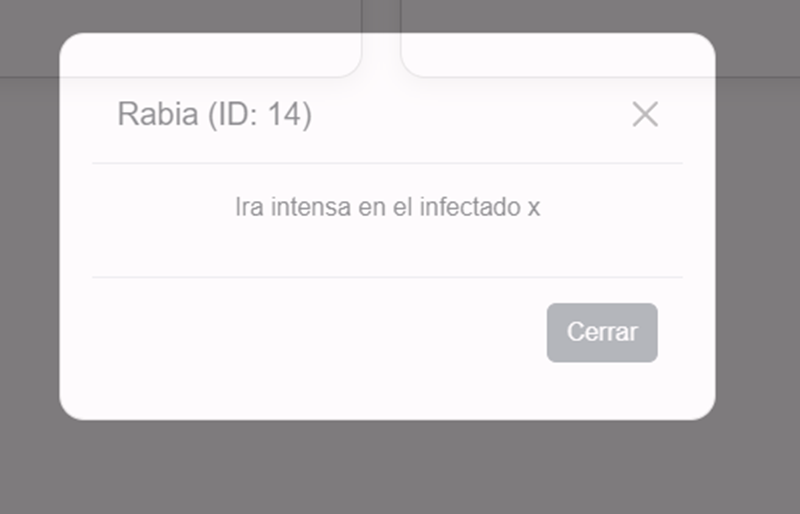 Rabia (ID: 14)
Ira intensa en el infectado x
Cerrar